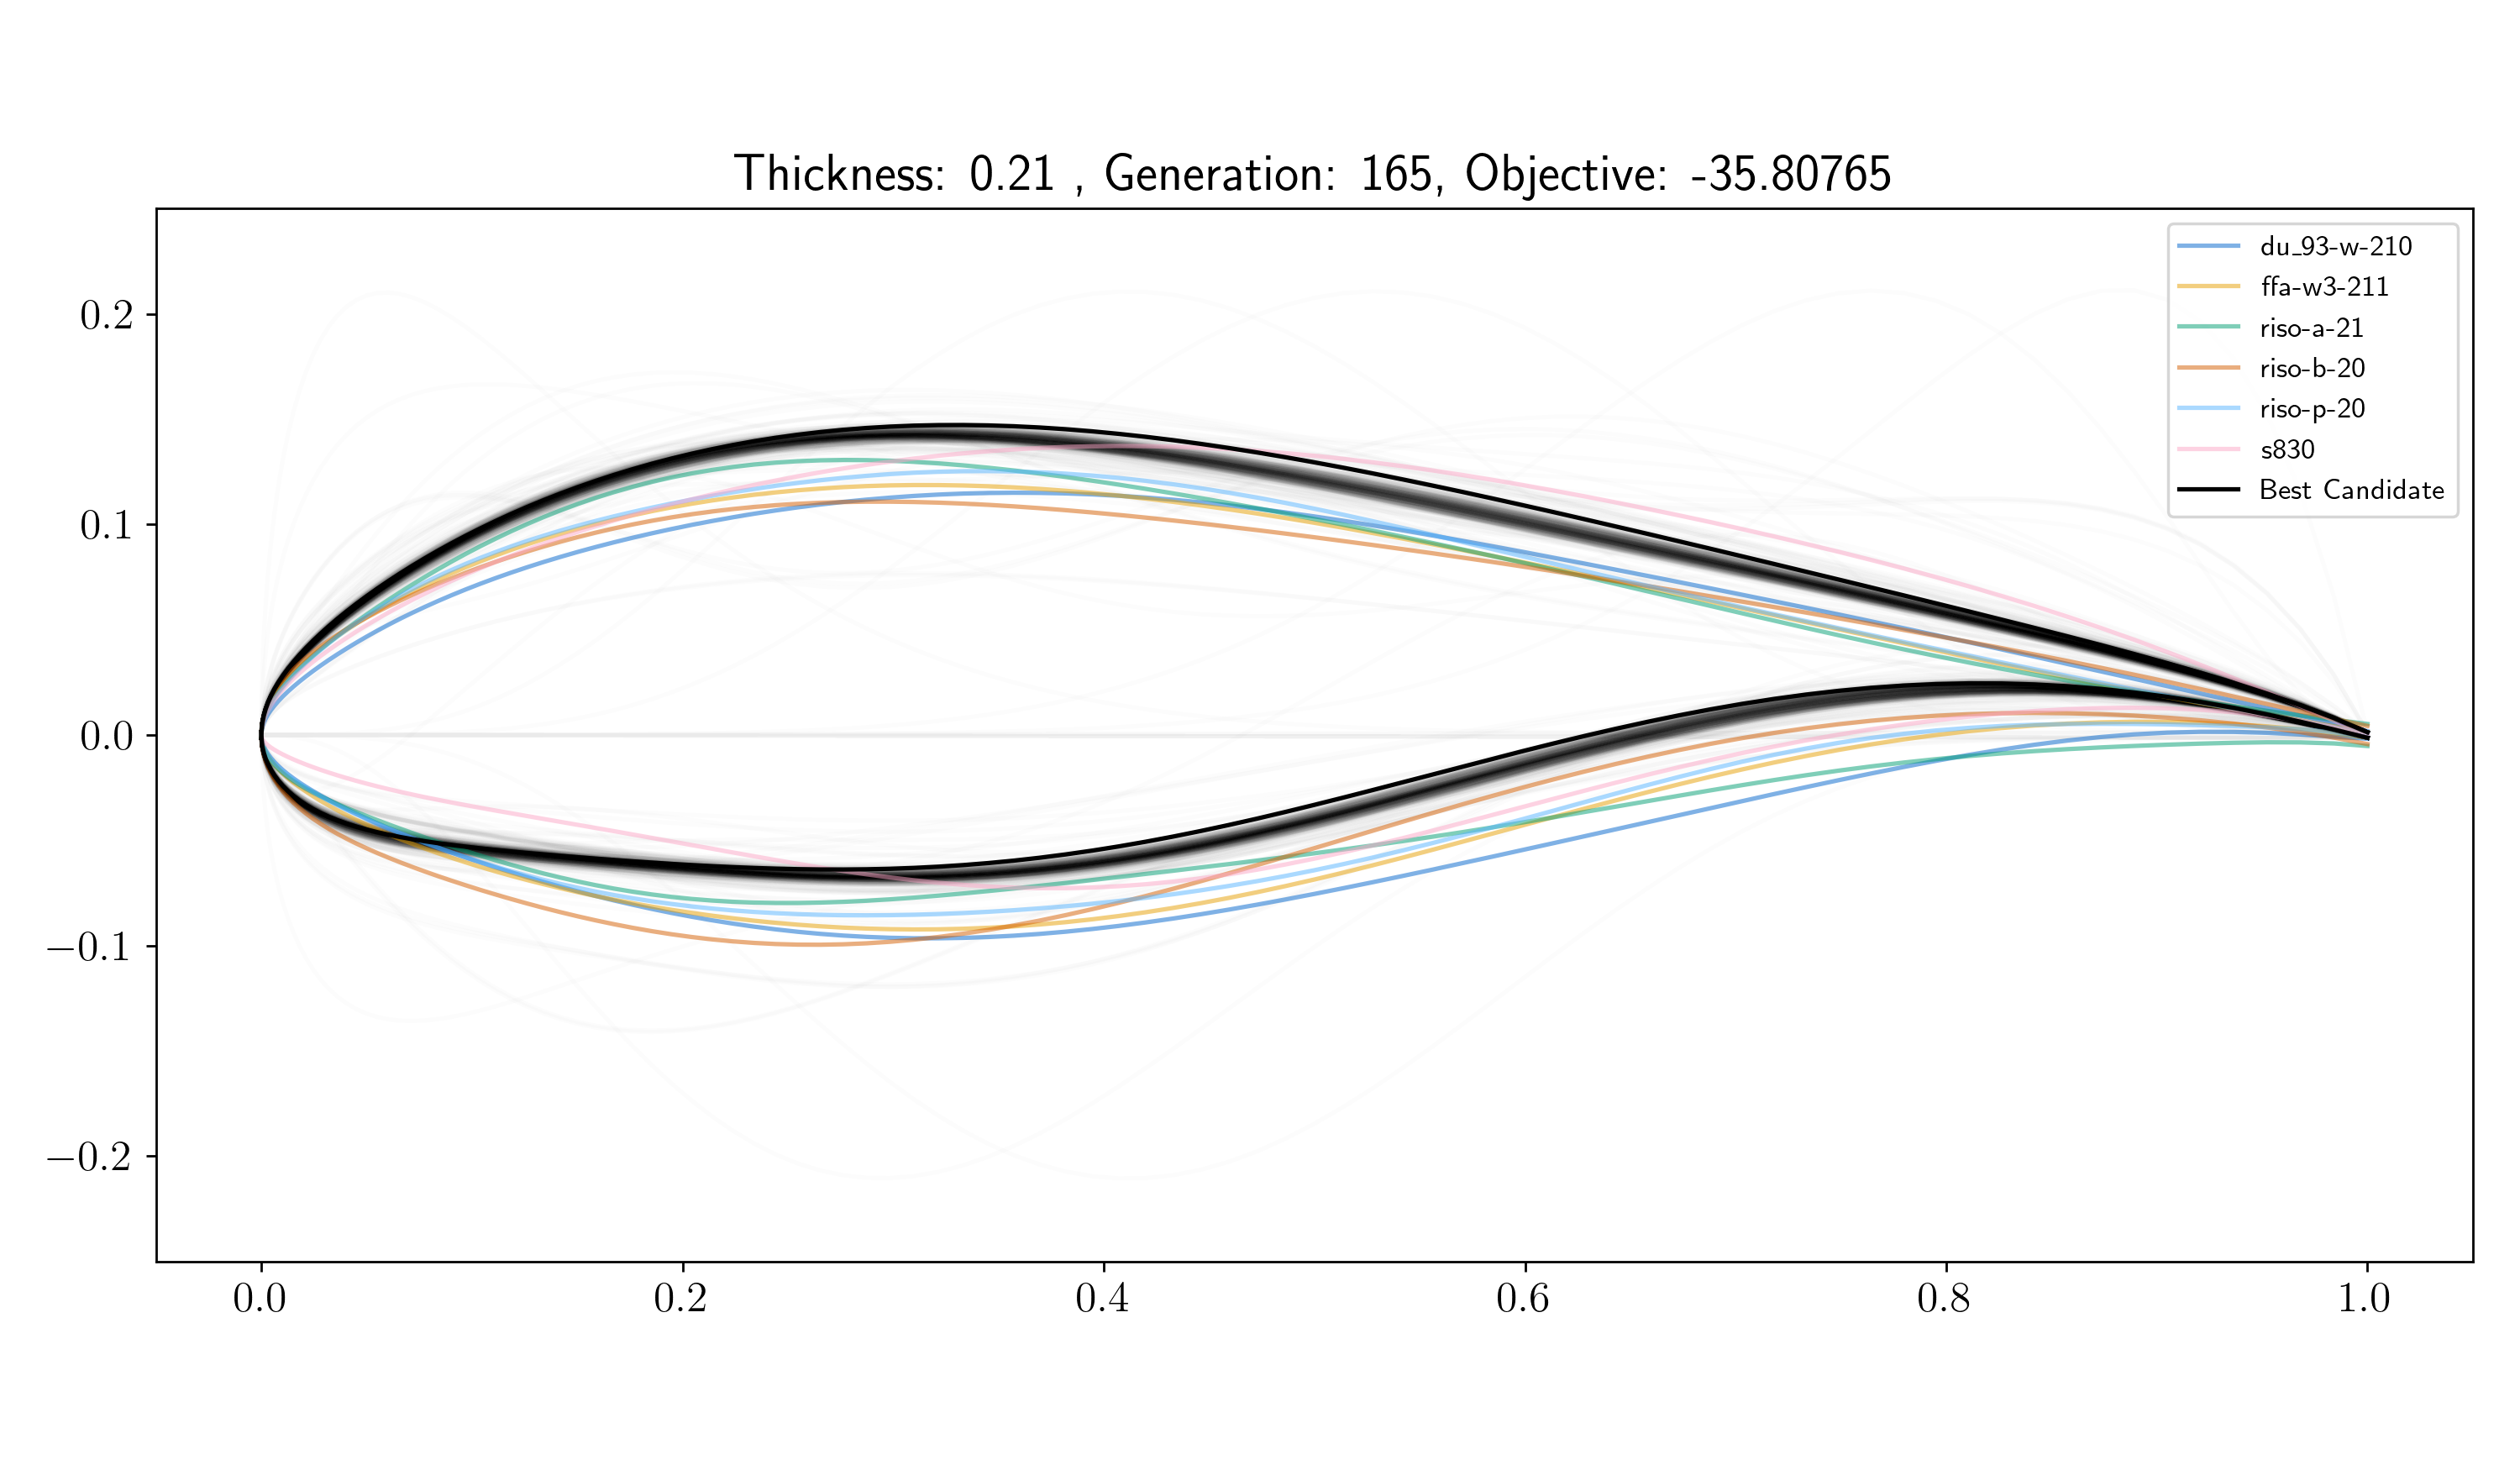 Thickness: 0.21 , Generation: 165, Objective: -35.80765
du_93-w-210
ffa-w3-211
riso-a-21
riso-b-20
riso-p-20
s830
Best Candidate
0.2
0.1
0.0
−0.1
−0.2
0.0 0.2 0.4 0.6 0.8 1.0